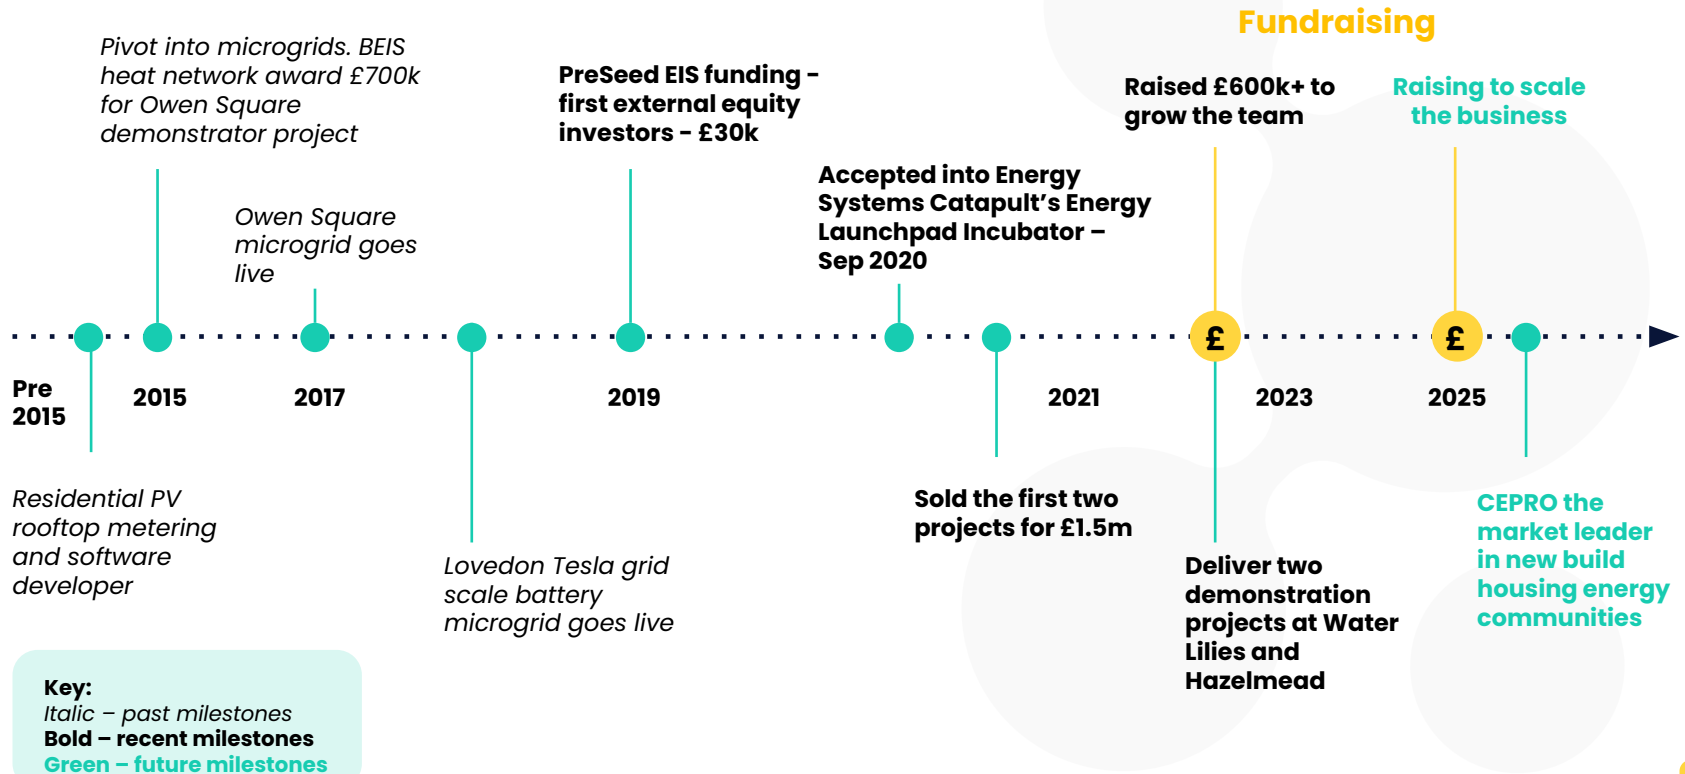 Fundraising
Pivot into microgrids. BEIS
heat network award £700k
for Owen Square
demonstrator project
Owen Square
microgrid goes
live
PreSeed EIS funding -
first external equity
investors - £30k
Accepted into Energy
Systems Catapult’s Energy
Launchpad Incubator –
Sep 2020
Raised £600k+ to
grow the team
Raising to scale
the business
£
£
Pre
2015
2015
2017
2019
2021
2023
2025
Residential PV
rooftop metering
and software
developer
Lovedon Tesla grid
scale battery
microgrid goes live
Sold the first two
projects for £1.5m
Deliver two
demonstration
projects at Water
Lilies and
Hazelmead
CEPRO the
market leader
in new build
housing energy
communities
Key:
Italic – past milestones
Bold – recent milestones
Green – future milestones